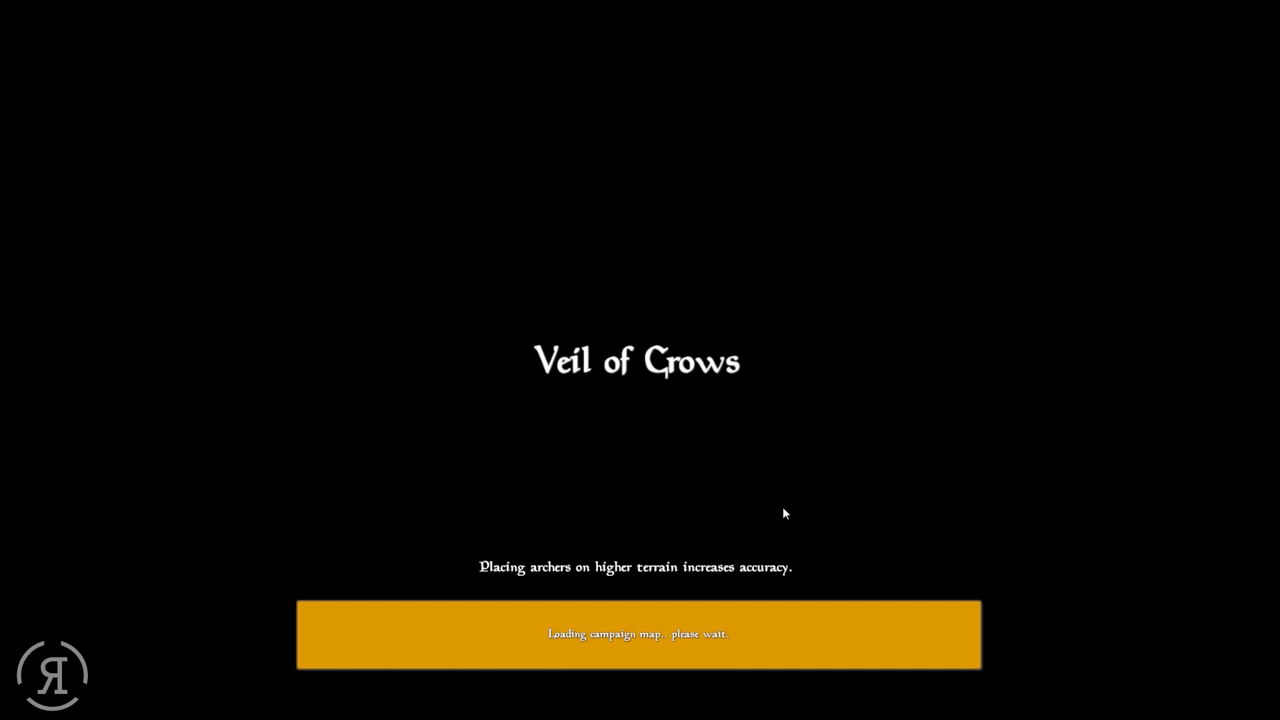 Veil of Crows
Placing archers on higher terrain increases accuracy.
Loading campaign map.. please wait.
Я